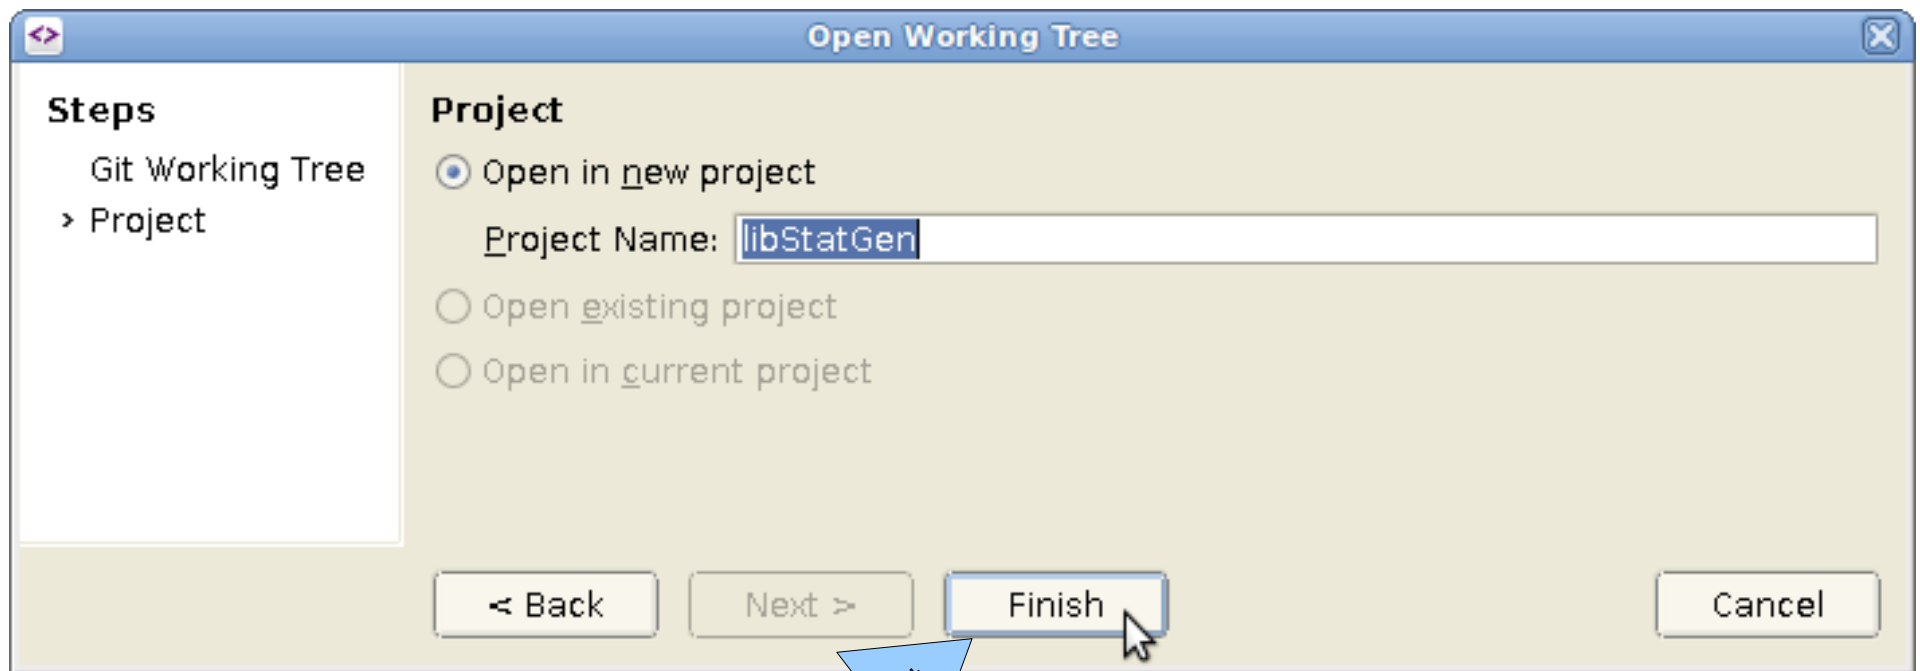 Open Working Tree
Steps
Git Working Tree
> Project
Project
Open in new project
Project Name: libStatGen
Open existing project
Open in current project
< Back
Next >
Finish
Cancel